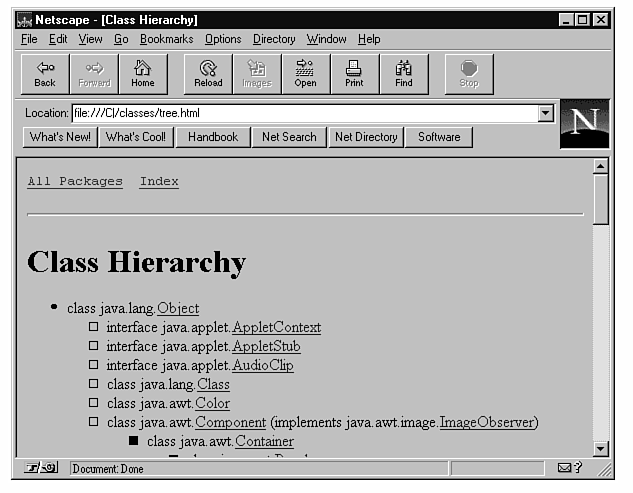 Netscape - [Class Hierarchy]
File Edit View Go Bookmarks Options Directory Window Help
Back Forward Home Reload Images Open Print Find Stop
Location: file:///C|/classes/tree.html
N
What's New! What's Cool! Handbook Net Search Net Directory Software
All Packages Index
Class Hierarchy
class java.lang.Object
interface java.applet.AppletContext
interface java.applet.AppletStub
interface java.applet.AudioClip
class java.lang.Class
class java.awt.Color
class java.awt.Component (implements java.awt.image.ImageObserver)
class java.awt.Container
Document: Done